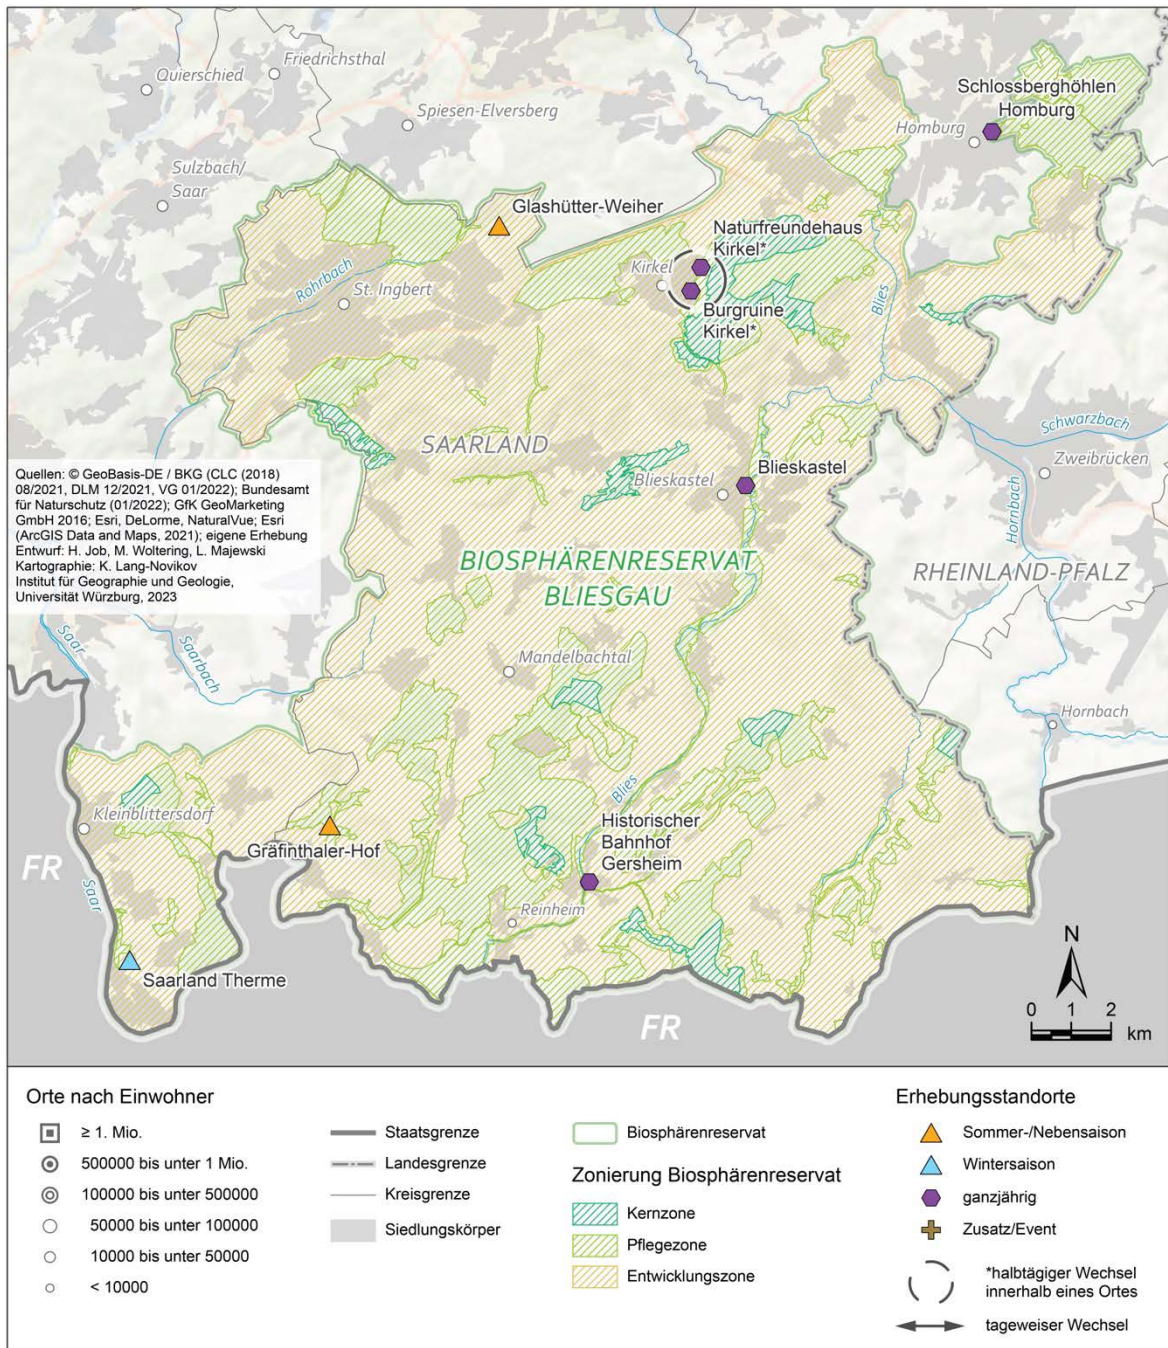 Quierschied
Friedrichsthal
Spiesen-Elversberg
Sulzbach/
Saar
Schlossberghöhlen
Homburg
Homburg
Glashütter-Weiher
Naturfreundehaus
Kirkel*
Kirkel
Burgruine
Kirkel*
Rohrbach
St. Ingbert
Blies
SAARLAND
Schwarzbach
Zweibrücken
Hornbach
Blieskastel
Blieskastel
Quellen: © GeoBasis-DE / BKG (CLC (2018)
08/2021, DLM 12/2021, VG 01/2022); Bundesamt
für Naturschutz (01/2022); GfK GeoMarketing
GmbH 2016; Esri, DeLorme, NaturalVue; Esri
(ArcGIS Data and Maps, 2021); eigene Erhebung
Entwurf: H. Job, M. Woltering, L. Majewski
Kartographie: K. Lang-Novikov
Institut für Geographie und Geologie,
Universität Würzburg, 2023
BIOSPHÄRENRESERVAT
BLIESGAU
RHEINLAND-PFALZ
Saar
Saarbach
Mandelbachtal
Hornbach
Blies
Kleinblittersdorf
Gräfinthaler-Hof
Historischer
Bahnhof
Gersheim
FR
Saar
Reinheim
Saarland Therme
FR
N
0 1 2
km
Orte nach Einwohner
≥ 1. Mio.
500000 bis unter 1 Mio.
100000 bis unter 500000
50000 bis unter 100000
10000 bis unter 50000
< 10000
Staatsgrenze
Landesgrenze
Kreisgrenze
Siedlungskörper
Biosphärenreservat
Zonierung Biosphärenreservat
Kernzone
Pflegezone
Entwicklungszone
Erhebungsstandorte
Sommer-/Nebensaison
Wintersaison
ganzjährig
Zusatz/Event
*halbtägiger Wechsel
innerhalb eines Ortes
tageweiser Wechsel